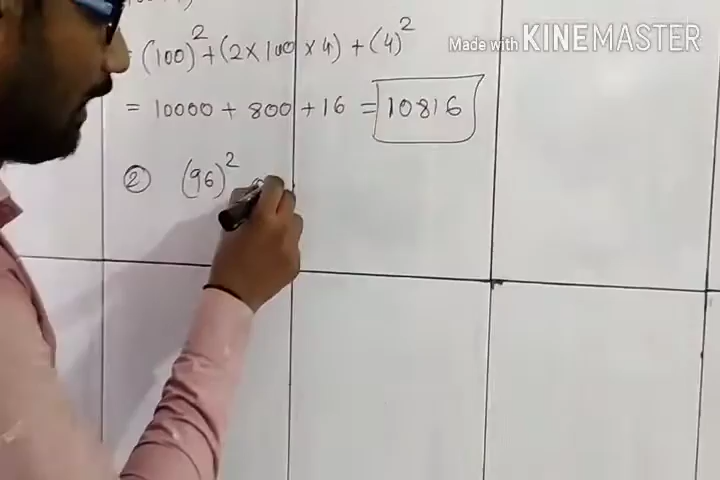 = (100)² + (2 × 100 × 4) + (4)²
= 10000 + 800 + 16 = 10816
② (96)²
Made with KINEMASTER